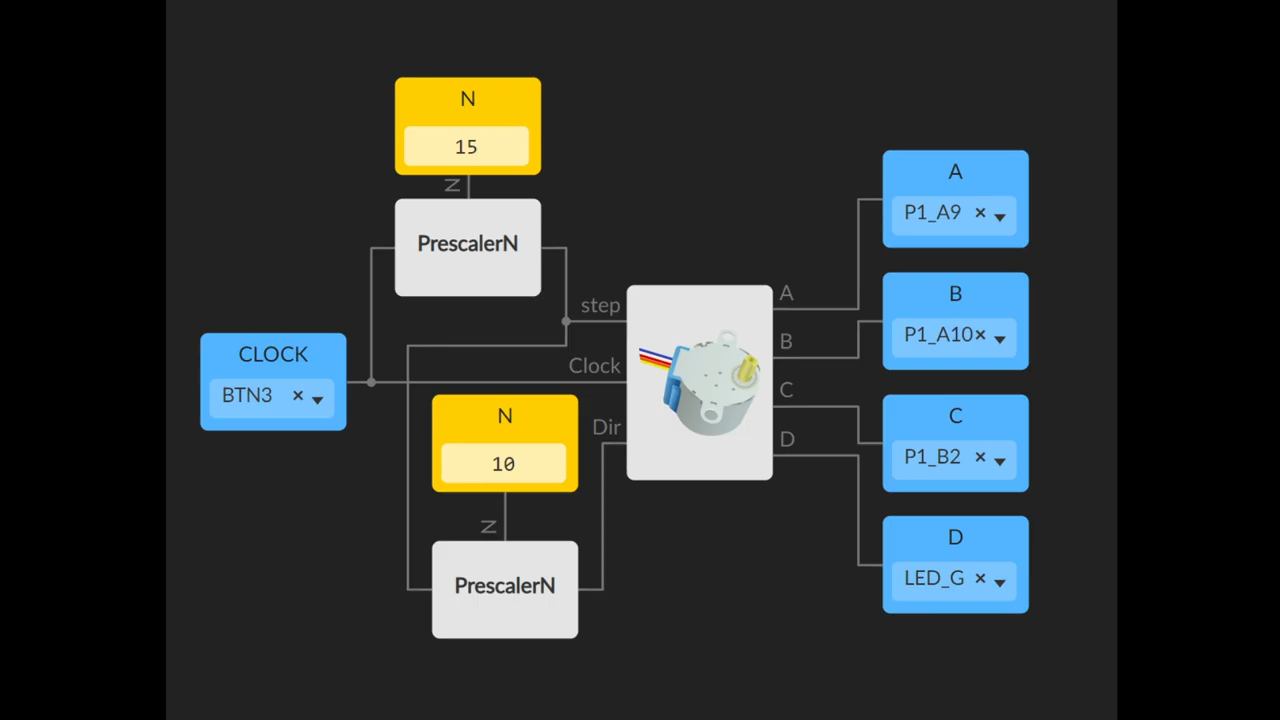 N
15
N
PrescalerN
CLOCK
BTN3 ×
step
Clock
Dir
N
10
N
PrescalerN
A
B
C
D
A
P1_A9 ×
B
P1_A10×
C
P1_B2 ×
D
LED_G ×